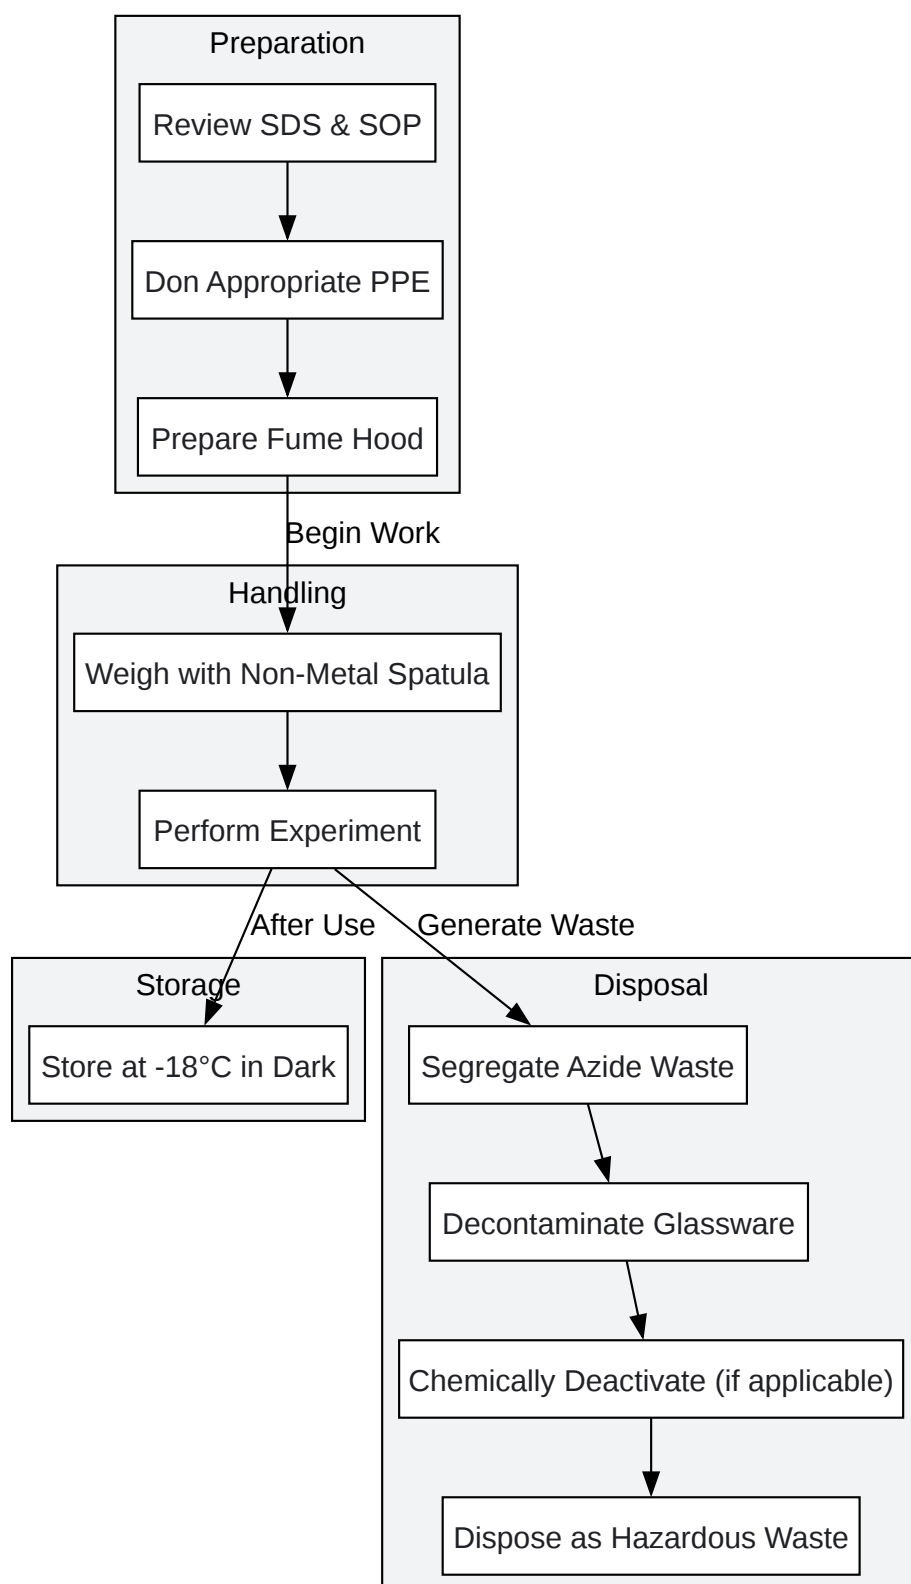 Preparation
Review SDS & SOP
Don Appropriate PPE
Prepare Fume Hood
Begin Work
Handling
Weigh with Non-Metal Spatula
Perform Experiment
After Use
Generate Waste
Storage
Store at -18°C in Dark
Disposal
Segregate Azide Waste
Decontaminate Glassware
Chemically Deactivate (if applicable)
Dispose as Hazardous Waste